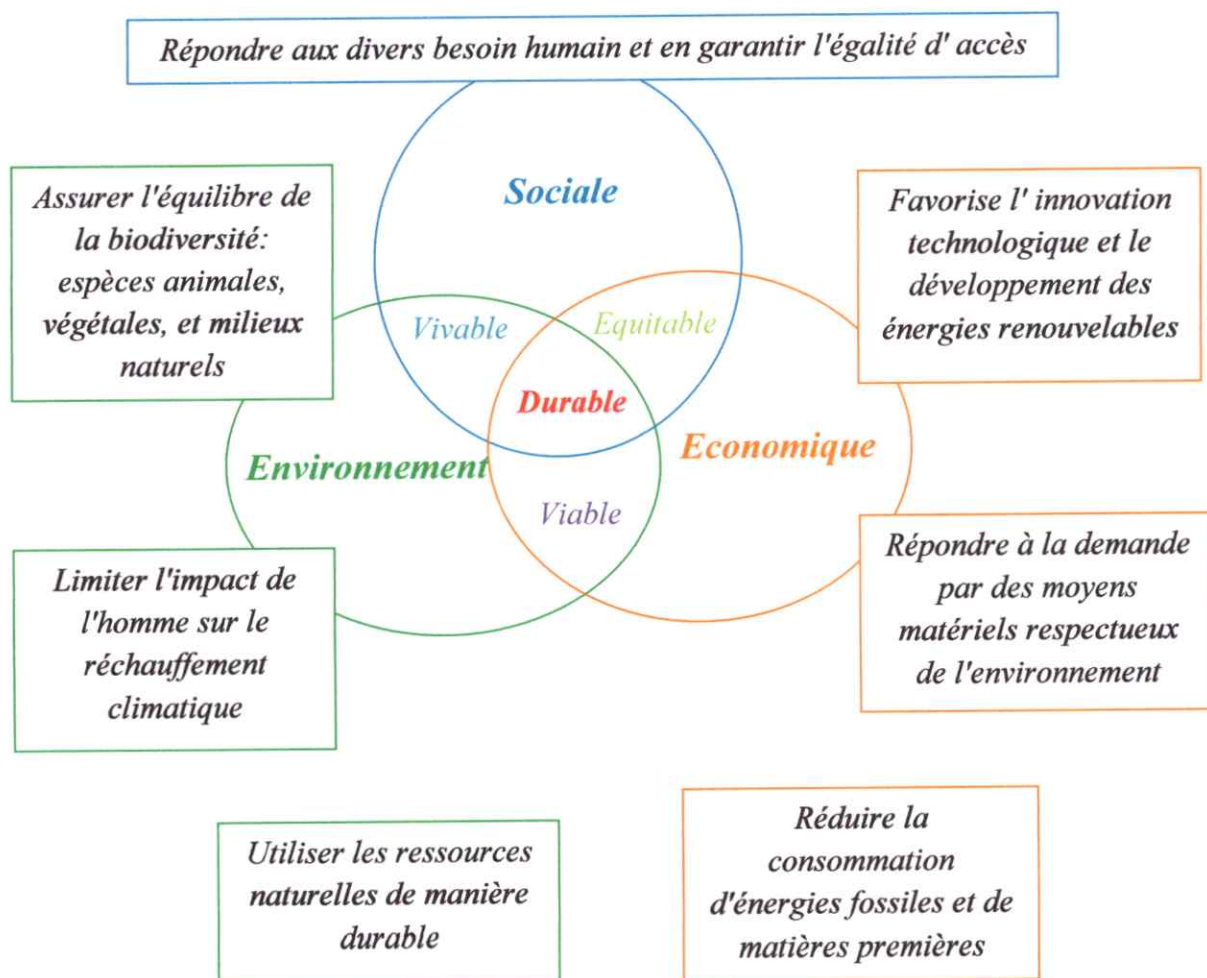 Répondre aux divers besoin humain et en garantir l'égalité d' accès
Sociale
Assurer l'équilibre de
la biodiversité:
espèces animales,
végétales, et milieux
naturels
Favorise l' innovation
technologique et le
développement des
énergies renouvelables
Vivable
Equitable
Durable
Environnement
Economique
Viable
Limiter l'impact de
l'homme sur le
réchauffement
climatique
Répondre à la demande
par des moyens
matériels respectueux
de l'environnement
Utiliser les ressources
naturelles de manière
durable
Réduire la
consommation
d'énergies fossiles et de
matières premières